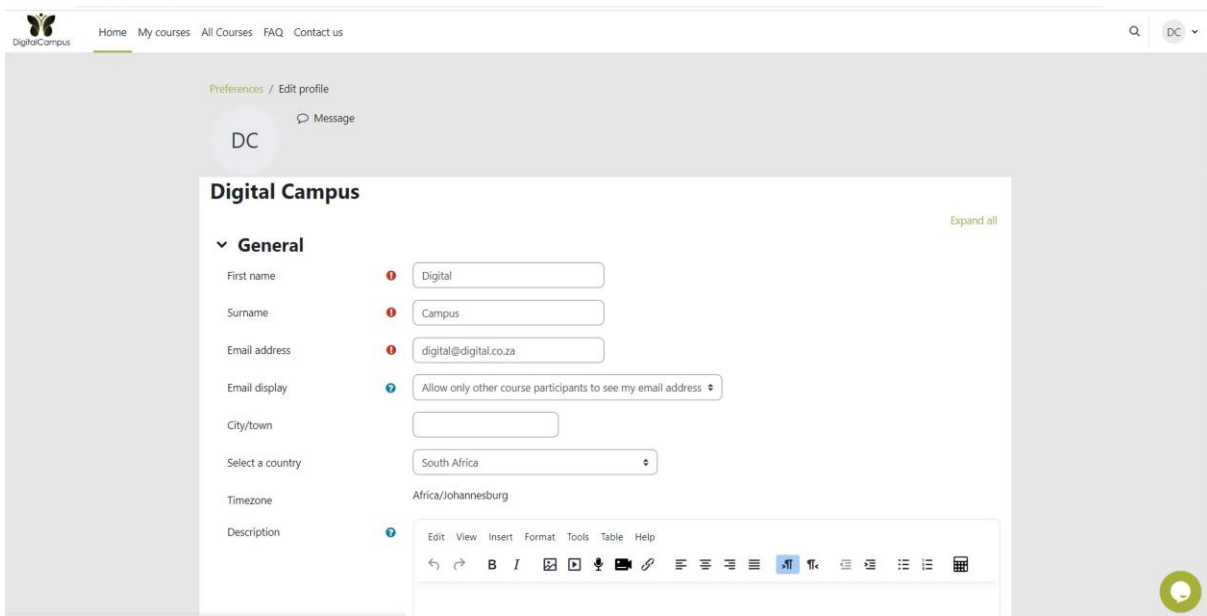 DigitalCampus
Home My courses All Courses FAQ Contact us
DC
Preferences / Edit profile
Message
DC
Digital Campus
Expand all
General
First name
Digital
Surname
Campus
Email address
digital@digital.co.za
Email display
Allow only other course participants to see my email address
City/town
Select a country
South Africa
Timezone
Africa/Johannesburg
Description
Edit View Insert Format Tools Table Help
B I